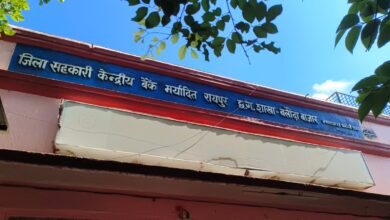 जिला सहकारी केन्द्रीय बैंक मर्यादित रायपुर छ.ग. शाखा-बलौदा बाजार,